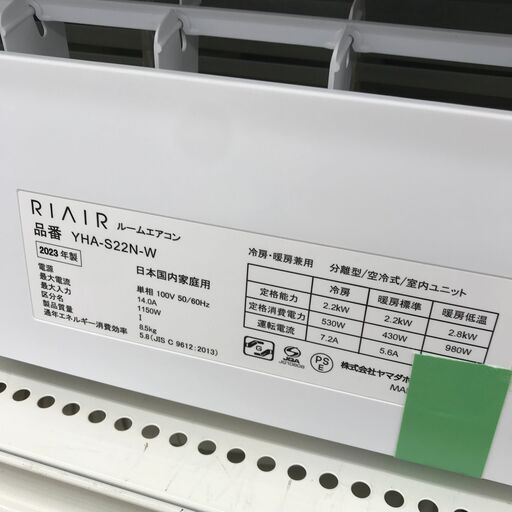 RIAIR ルームエアコン
品番 YHA-S22N-W
2023 年製 日本国内家庭用
電源 単相 100V 50/60Hz
最大電流 14.0A
最大入力 1150W
区分名 I
製品質量 8.5kg
通年エネルギー消費効率 5.8 (JIS C 9612:2013)
冷房・暖房兼用 分離型/空冷式/室内ユニット
冷房 暖房標準 暖房低温
定格能力 2.2kW 2.2kW 2.8kW
定格消費電力 530W 430W 980W
運転電流 7.2A 5.6A
G JQA PS E
株式会社ヤマダホ
MA